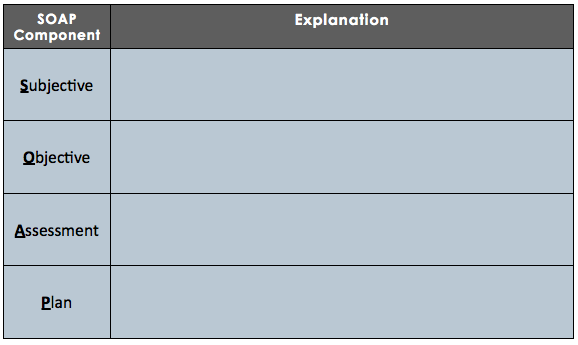 SOAP
Component
Explanation
Subjective
Objective
Assessment
Plan